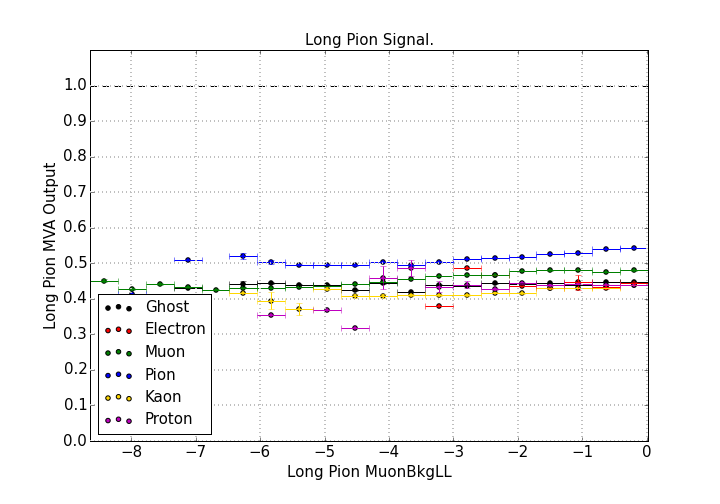 Long Pion Signal.
Long Pion MVA Output
1.0
0.9
0.8
0.7
0.6
0.5
0.4
0.3
0.2
0.1
0.0
Ghost
Electron
Muon
Pion
Kaon
Proton
−8 −7 −6 −5 −4 −3 −2 −1 0
Long Pion MuonBkgLL